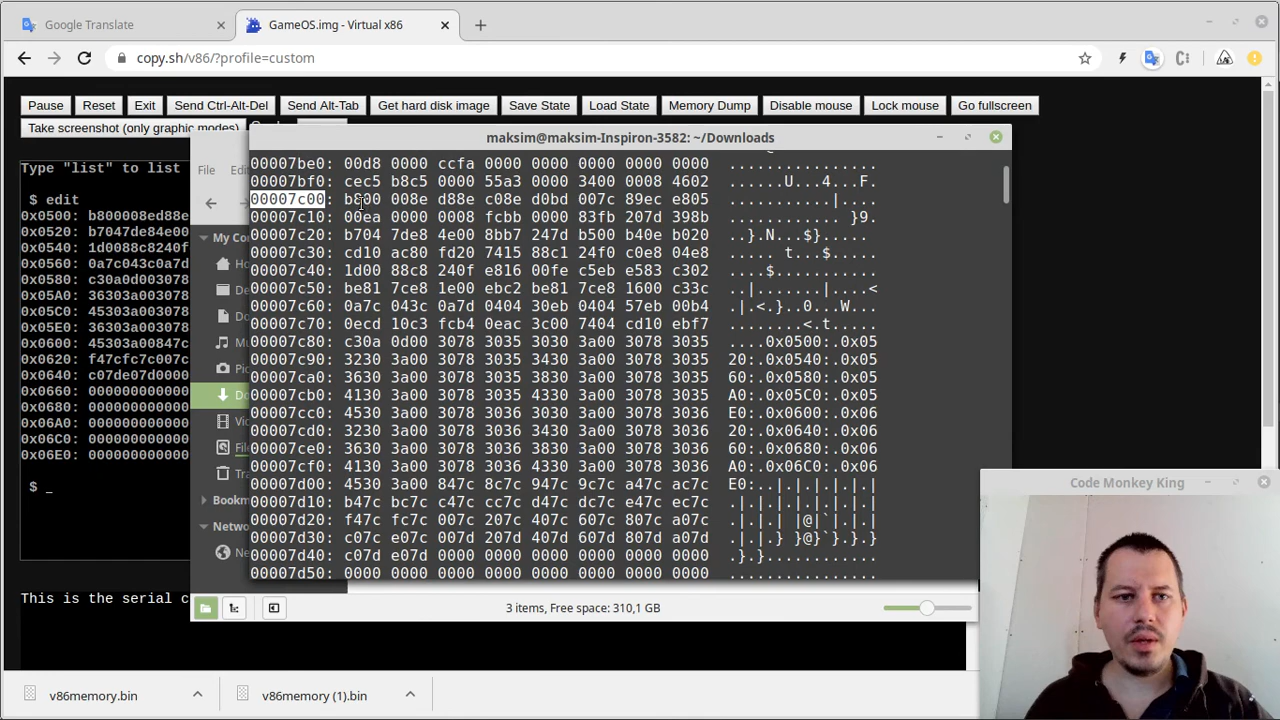 Google Translate
GameOS.img - Virtual x86
copy.sh/v86/?profile=custom
Pause Reset Exit Send Ctrl-Alt-Del Send Alt-Tab Get hard disk image Save State Load State Memory Dump Disable mouse Lock mouse Go fullscreen
Take screenshot (only graphic modes)
maksim@maksim-Inspiron-3582: ~/Downloads
Type "list" to l
$ edit
0x0500: b800008ed88e
0x0520: b7047de84e00
0x0540: 1d0088c8240f
0x0560: 0a7c043c0a7d
0x0580: c30a0d003078
0x05A0: 36303a003078
0x05C0: 45303a003078
0x05E0: 36303a003078
0x0600: 45303a00847c
0x0620: f47cfc7c007c
0x0640: c07de07d0000
0x0660: 000000000000
0x0680: 000000000000
0x06A0: 000000000000
0x06C0: 000000000000
0x06E0: 000000000000
$ _
This is the serial c
File Edi
My Co
Ho
De
Do
Mu
Pic
Do
Vi
File
Tra
Bookm
Netwo
Ne
00007be0: 00d8 0000 ccfa 0000 0000 0000 0000 0000 ................
00007bf0: cec5 b8c5 0000 55a3 0000 3400 0008 4602 ......U...4...F.
00007c00: b800 008e d88e c08e d0bd 007c 89ec e805 ...........|....
00007c10: 00ea 0000 0008 fcbb 0000 83fb 207d 398b ............ }9.
00007c20: b704 7de8 4e00 8bb7 247d b500 b40e b020 ..}.N...$}.....
00007c30: cd10 ac80 fd20 7415 88c1 24f0 c0e8 04e8 ..... t...$.....
00007c40: 1d00 88c8 240f e816 00fe c5eb e583 c302 ....$...........
00007c50: be81 7ce8 1e00 ebc2 be81 7ce8 1600 c33c ..|.......|....<
00007c60: 0a7c 043c 0a7d 0404 30eb 0404 57eb 00b4 .|.<.}..0...W...
00007c70: 0ecd 10c3 fcb4 0eac 3c00 7404 cd10 ebf7 ........<.t.....
00007c80: c30a 0d00 3078 3035 3030 3a00 3078 3035 ....0x0500:.0x05
00007c90: 3230 3a00 3078 3035 3430 3a00 3078 3035 20:.0x0540:.0x05
00007ca0: 3630 3a00 3078 3035 3830 3a00 3078 3035 60:.0x0580:.0x05
00007cb0: 4130 3a00 3078 3035 4330 3a00 3078 3035 A0:.0x05C0:.0x05
00007cc0: 4530 3a00 3078 3036 3030 3a00 3078 3036 E0:.0x0600:.0x06
00007cd0: 3230 3a00 3078 3036 3430 3a00 3078 3036 20:.0x0640:.0x06
00007ce0: 3630 3a00 3078 3036 3830 3a00 3078 3036 60:.0x0680:.0x06
00007cf0: 4130 3a00 3078 3036 4330 3a00 3078 3036 A0:.0x06C0:.0x06
00007d00: 4530 3a00 847c 8c7c 947c 9c7c a47c ac7c E0:..|.|.|.|.|.|
00007d10: b47c bc7c c47c cc7c d47c dc7c e47c ec7c .|.|.|.|.|.|.|.|
00007d20: f47c fc7c 007c 207c 407c 607c 807c a07c .|.|.| |@|`|.|.|
00007d30: c07c e07c 007d 207d 407d 607d 807d a07d .|.|.} }@}`}.}.}
00007d40: c07d e07d 0000 0000 0000 0000 0000 0000 .}.}............
00007d50: 0000 0000 0000 0000 0000 0000 0000 0000 ................
3 items, Free space: 310,1 GB
Code Monkey King
v86memory.bin
v86memory (1).bin